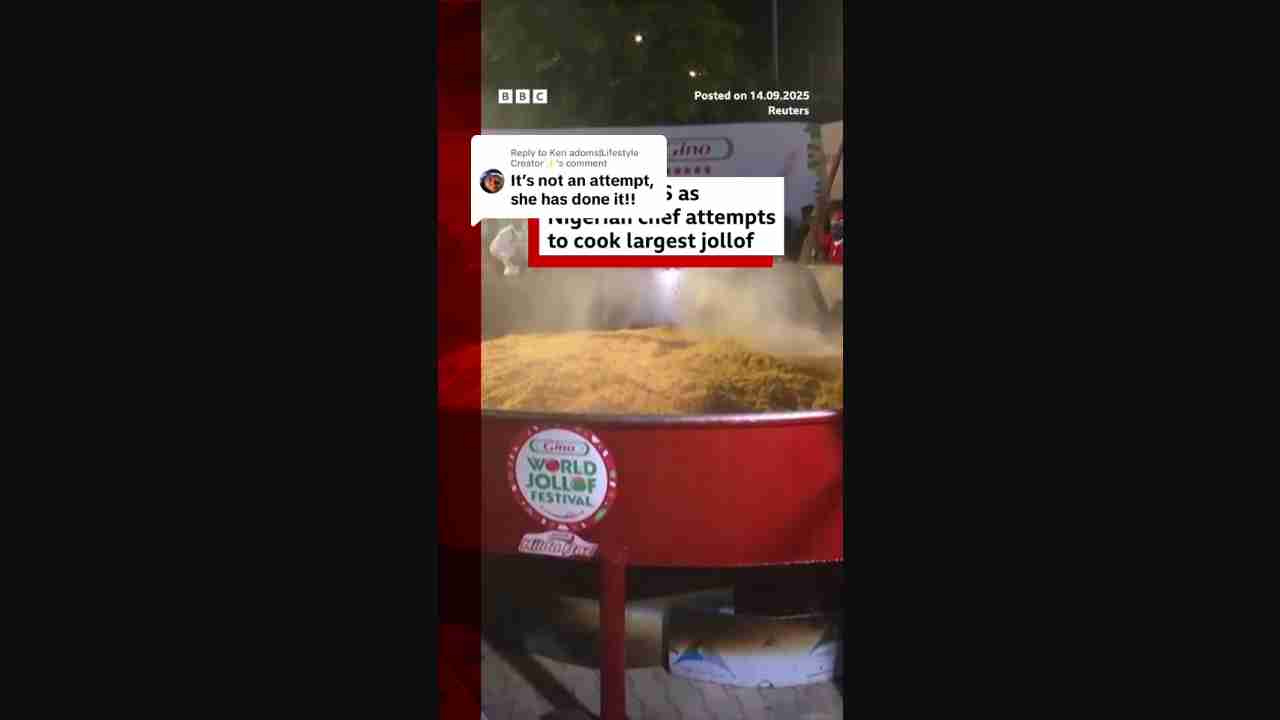 BBC
Posted on 14.09.2025
Reuters
Gino
Reply to Ken adoms Lifestyle
Creator 's comment
It's not an attempt,
she has done it!!
S as
Nigerian chef attempts
to cook largest jollof
Gino
WORLD
JOLLOF
FESTIVAL